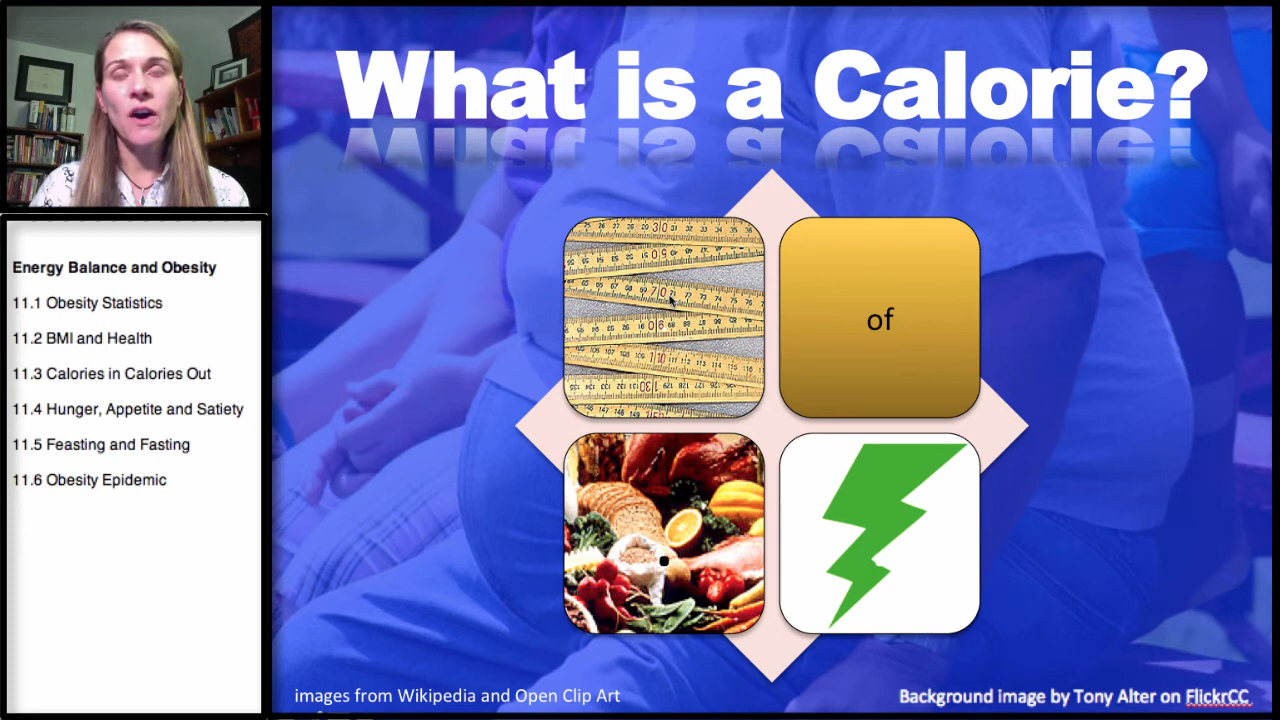 What is a Calorie?
Energy Balance and Obesity
11.1 Obesity Statistics
11.2 BMI and Health
11.3 Calories in Calories Out
11.4 Hunger, Appetite and Satiety
11.5 Feasting and Fasting
11.6 Obesity Epidemic
of
images from Wikipedia and Open Clip Art
Background image by Tony Alter on FlickrCC